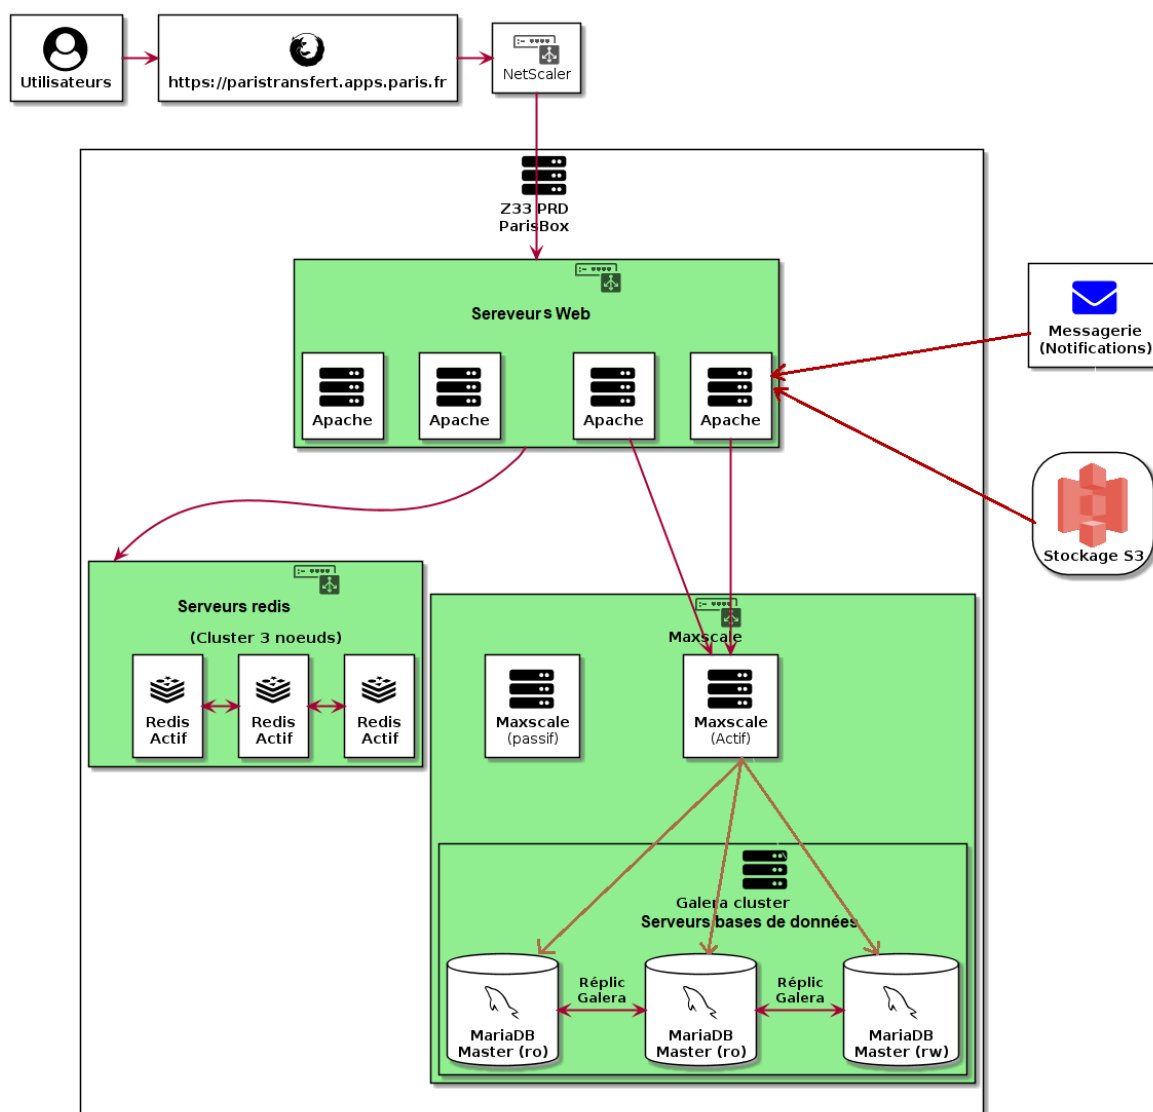 Utilisateurs
https://paristransfert.apps.paris.fr
NetScaler
Z33 PRD
ParisBox
Sereveurs Web
Apache
Apache
Apache
Apache
Messagerie
(Notifications)
Stockage S3
Serveurs redis
(Cluster 3 noeuds)
Redis
Actif
Redis
Actif
Redis
Actif
Maxscale
Maxscale
(passif)
Maxscale
(Actif)
Galera cluster
Serveurs bases de données
Réplic
Galera
Réplic
Galera
MariaDB
Master (ro)
MariaDB
Master (ro)
MariaDB
Master (rw)